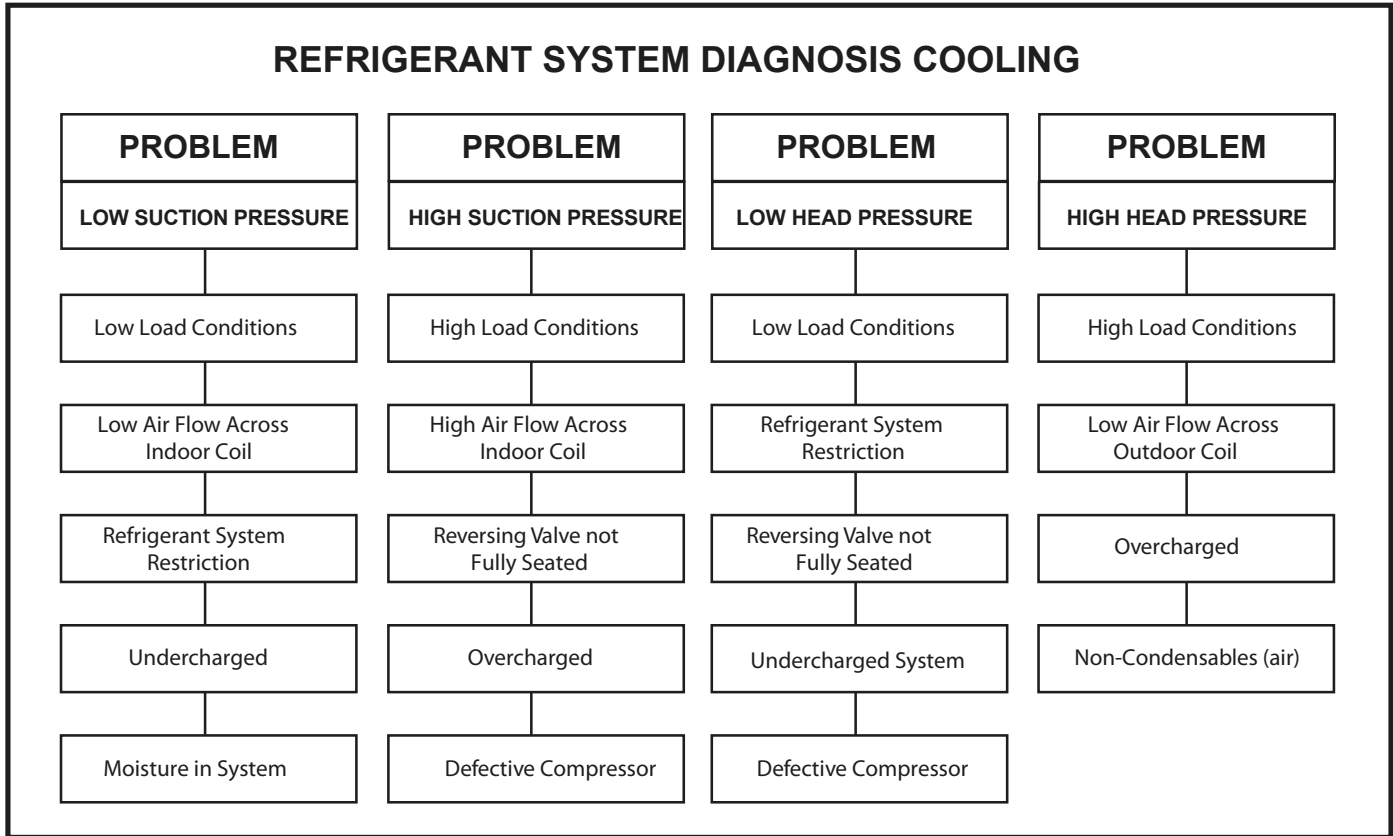 REFRIGERANT SYSTEM DIAGNOSIS COOLING
PROBLEM
LOW SUCTION PRESSURE
Low Load Conditions
Low Air Flow Across
Indoor Coil
Refrigerant System
Restriction
Undercharged
Moisture in System
PROBLEM
HIGH SUCTION PRESSURE
High Load Conditions
High Air Flow Across
Indoor Coil
Reversing Valve not
Fully Seated
Overcharged
Defective Compressor
PROBLEM
LOW HEAD PRESSURE
Low Load Conditions
Refrigerant System
Restriction
Reversing Valve not
Fully Seated
Undercharged System
Defective Compressor
PROBLEM
HIGH HEAD PRESSURE
High Load Conditions
Low Air Flow Across
Outdoor Coil
Overcharged
Non-Condensables (air)